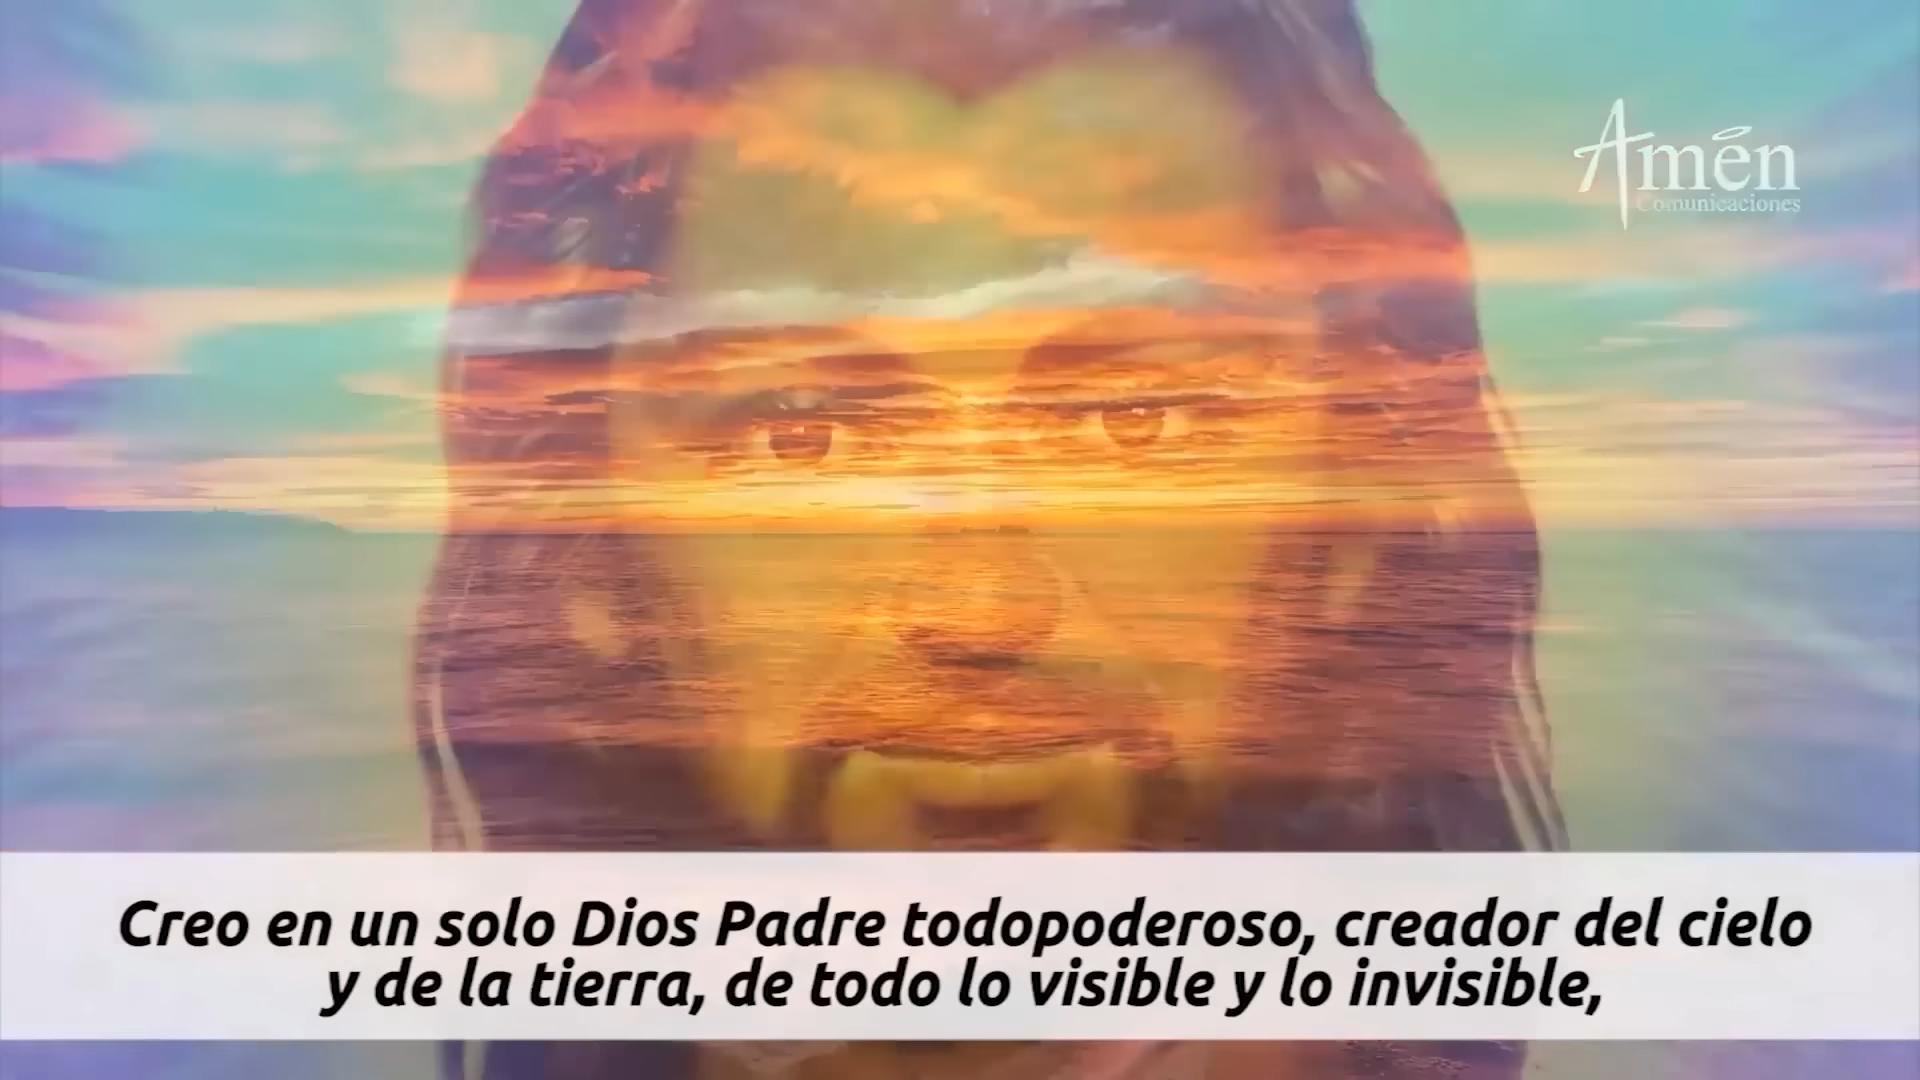 Amén
Comunicaciones
Creo en un solo Dios Padre todopoderoso, creador del cielo
y de la tierra, de todo lo visible y lo invisible,